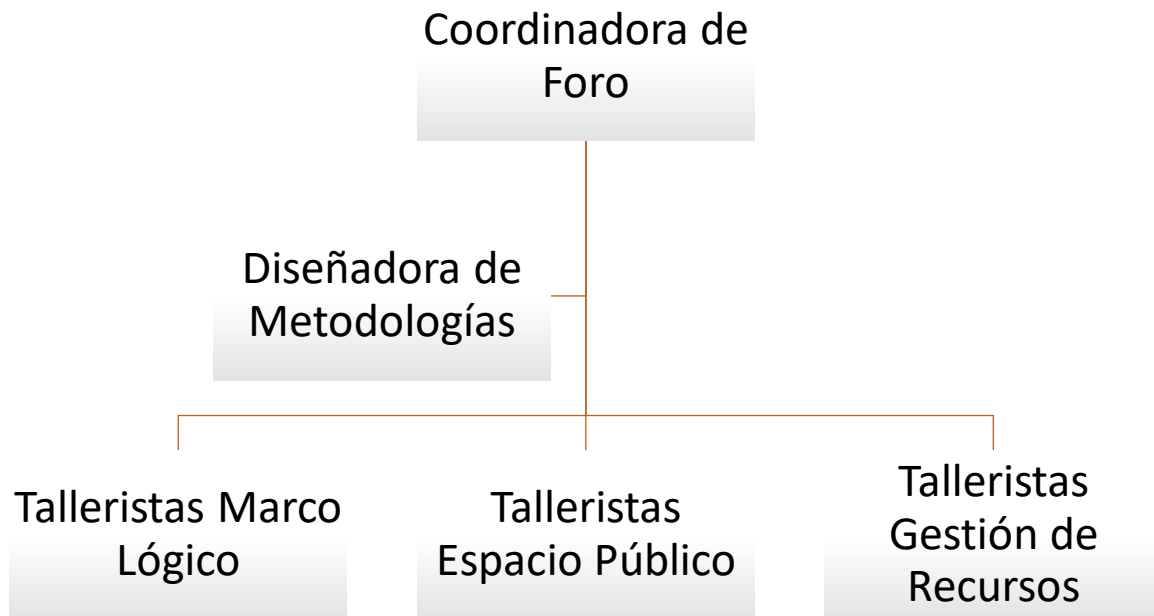 Coordinadora de
Foro
Diseñadora de
Metodologías
Talleristas Marco
Lógico
Talleristas
Espacio Público
Talleristas
Gestión de
Recursos